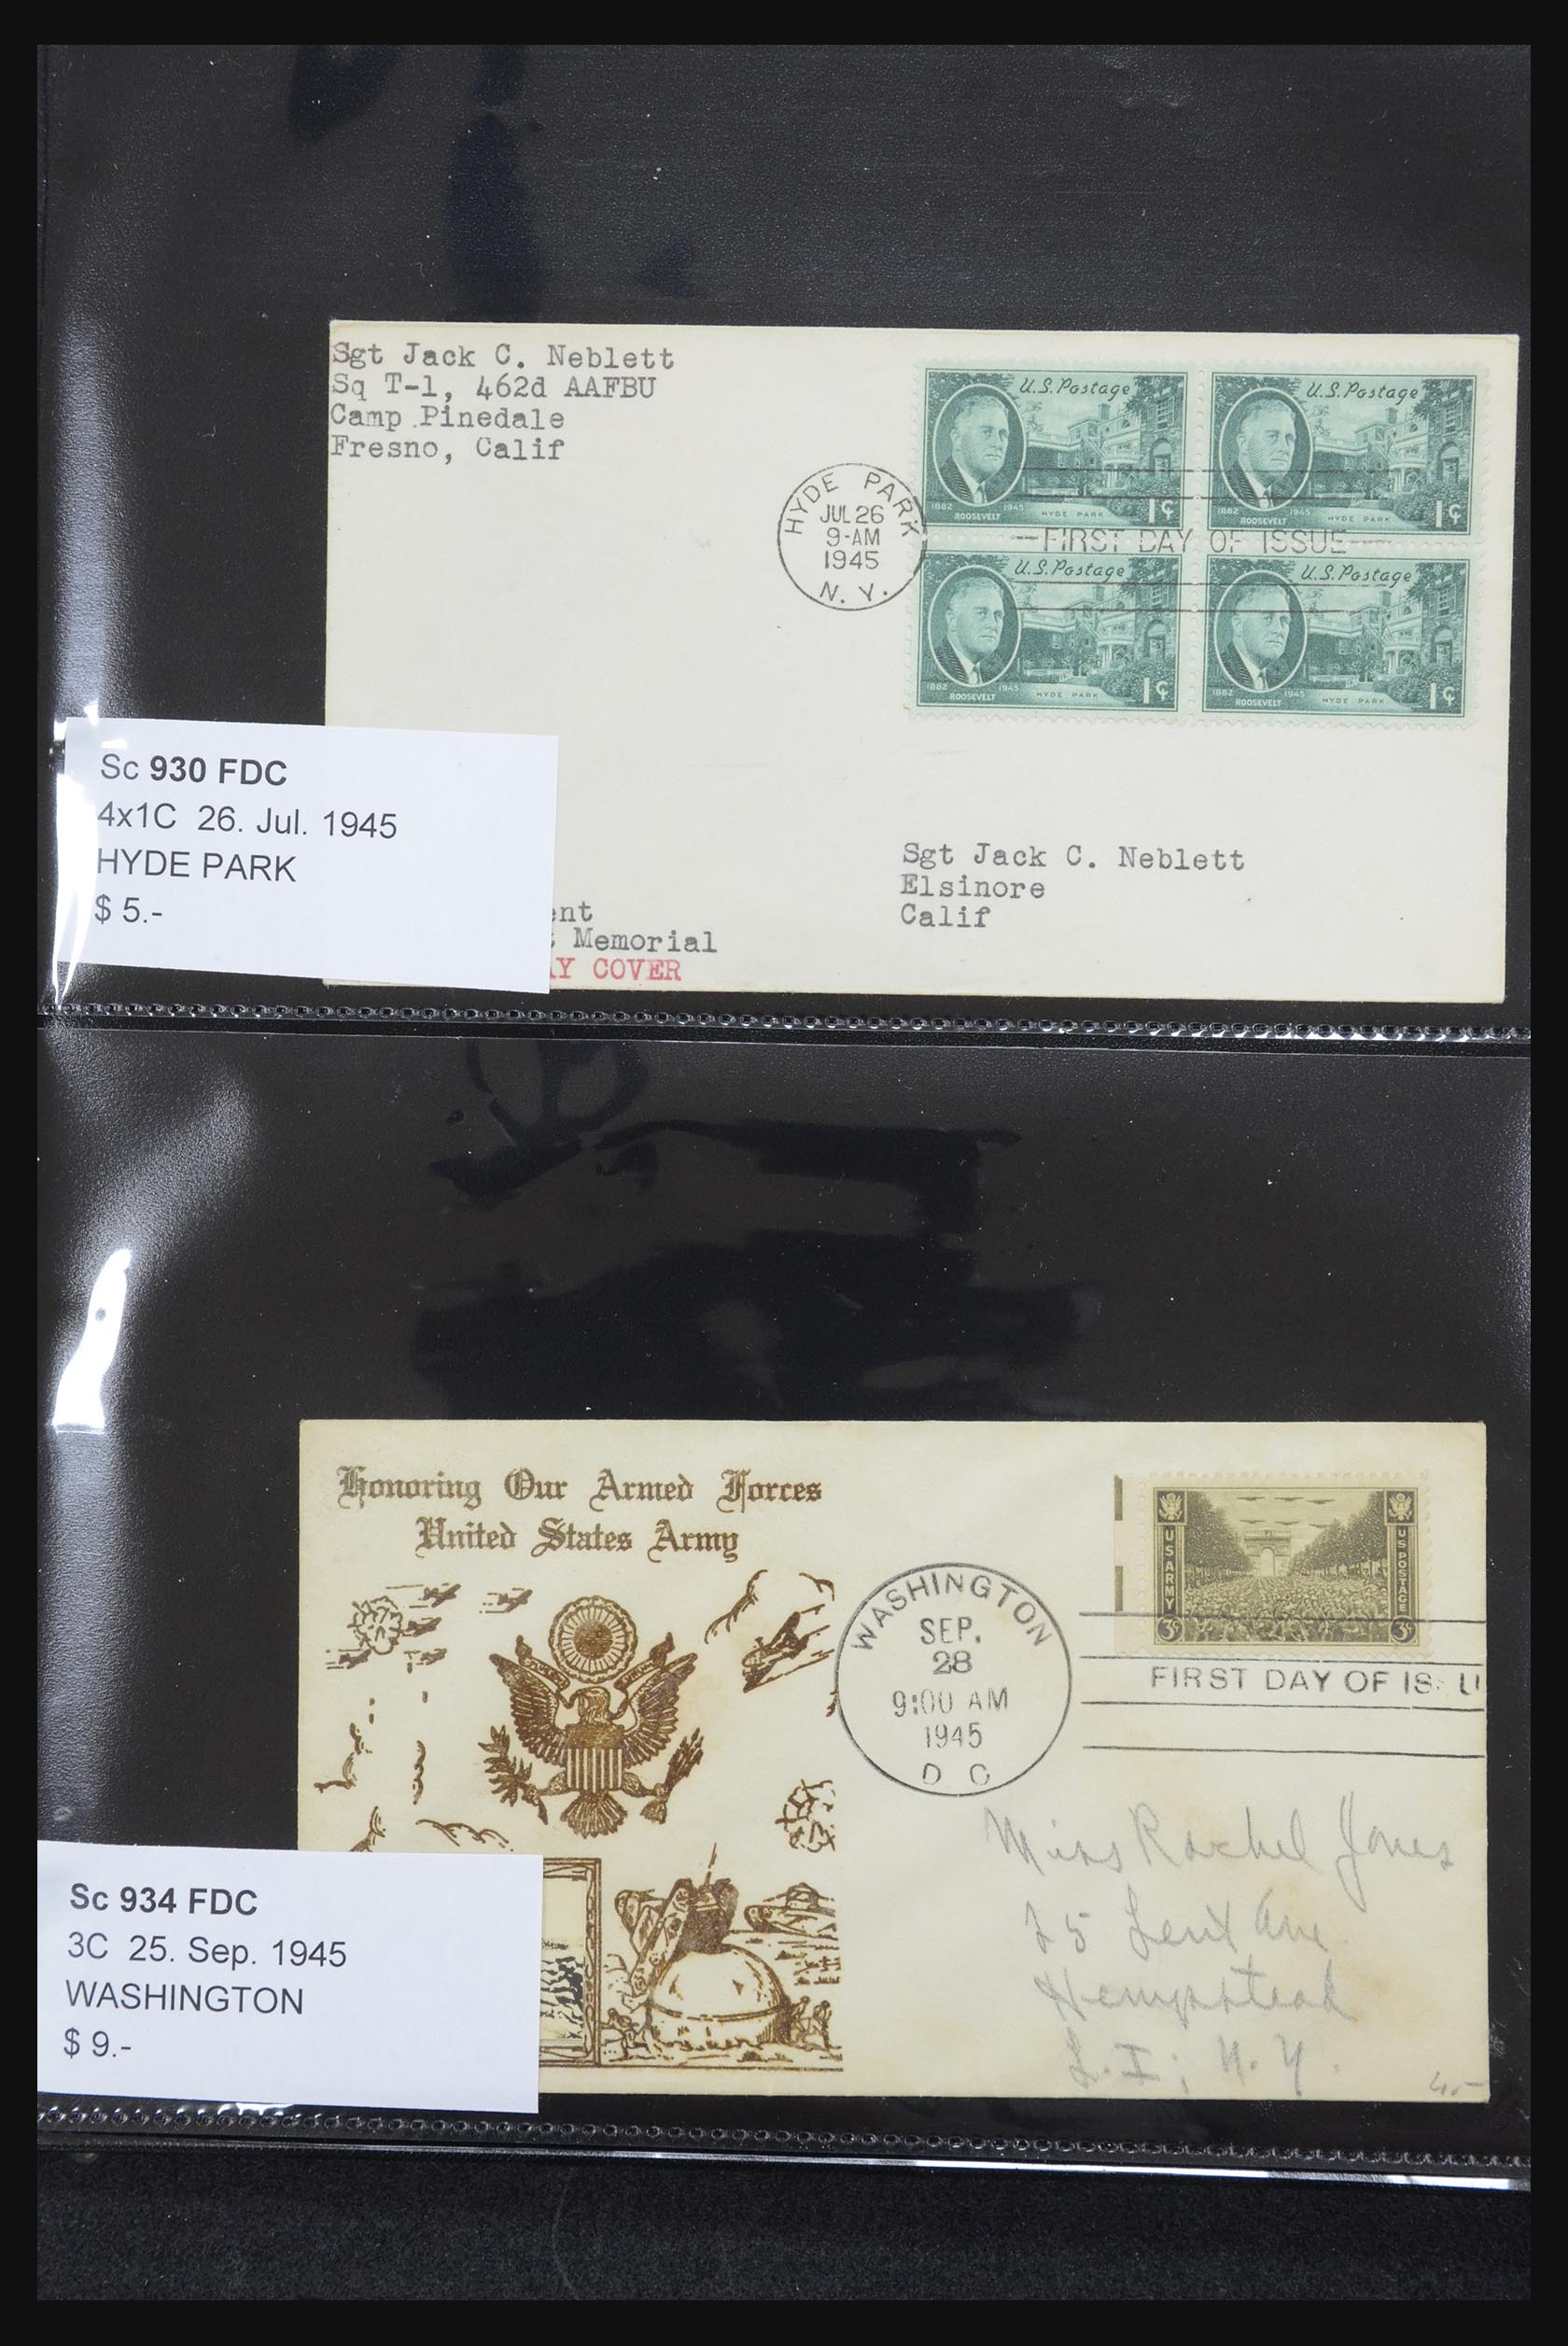 Sgt Jack C. Neblett
Sq T-1, 462d AAFBU
Camp Pinedale
Fresno, Calif
U.S. Postage
1882 1945
ROOSEVELT
HYDE PARK
1¢
U.S. Postage
1882 1945
ROOSEVELT
HYDE PARK
1¢
HYDE PARK
JUL 26
9-AM
1945
N. Y.
FIRST DAY OF ISSUE
U.S. Postage
1882 1945
ROOSEVELT
HYDE PARK
1¢
U.S. Postage
1882 1945
ROOSEVELT
HYDE PARK
1¢
Sc 930 FDC
4x1C 26. Jul. 1945
HYDE PARK
$ 5.-
Sgt Jack C. Neblett
Elsinore
Calif
ent
t Memorial
AY COVER
Honoring Our Armed Forces
United States Army
US ARMY
US POSTAGE
3¢
3¢
WASHINGTON
SEP.
28
9:00 AM
1945
D C
FIRST DAY OF IS U
Miss Rachel Jones
25 Ave.
Hempstead
L.I; N.Y.
Sc 934 FDC
3C 25. Sep. 1945
WASHINGTON
$ 9.-